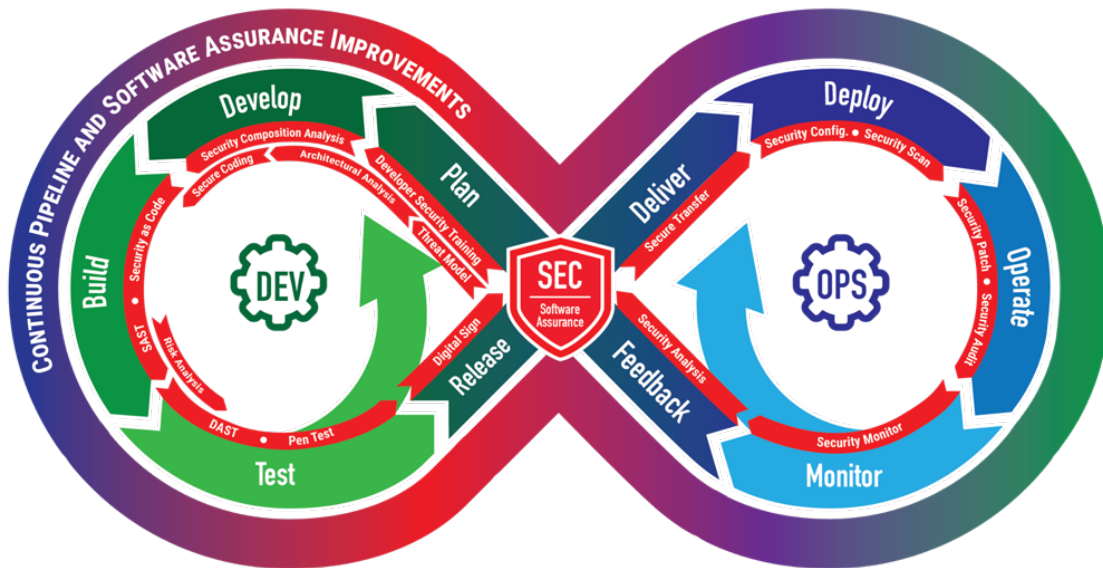 CONTINUOUS PIPELINE AND SOFTWARE ASSURANCE IMPROVEMENTS
Plan
Developer Security Training
Threat Model
Develop
Security Composition Analysis
Architectural Analysis
Secure Coding
Build
Security as Code • SAST
Risk Analysis
Test
DAST • Pen Test
Release
Digital Sign
DEV
SEC
Software
Assurance
Deliver
Secure Transfer
Deploy
Security Config. • Security Scan
Operate
Security Patch • Security Audit
Monitor
Security Monitor
Feedback
Security Analysis
OPS